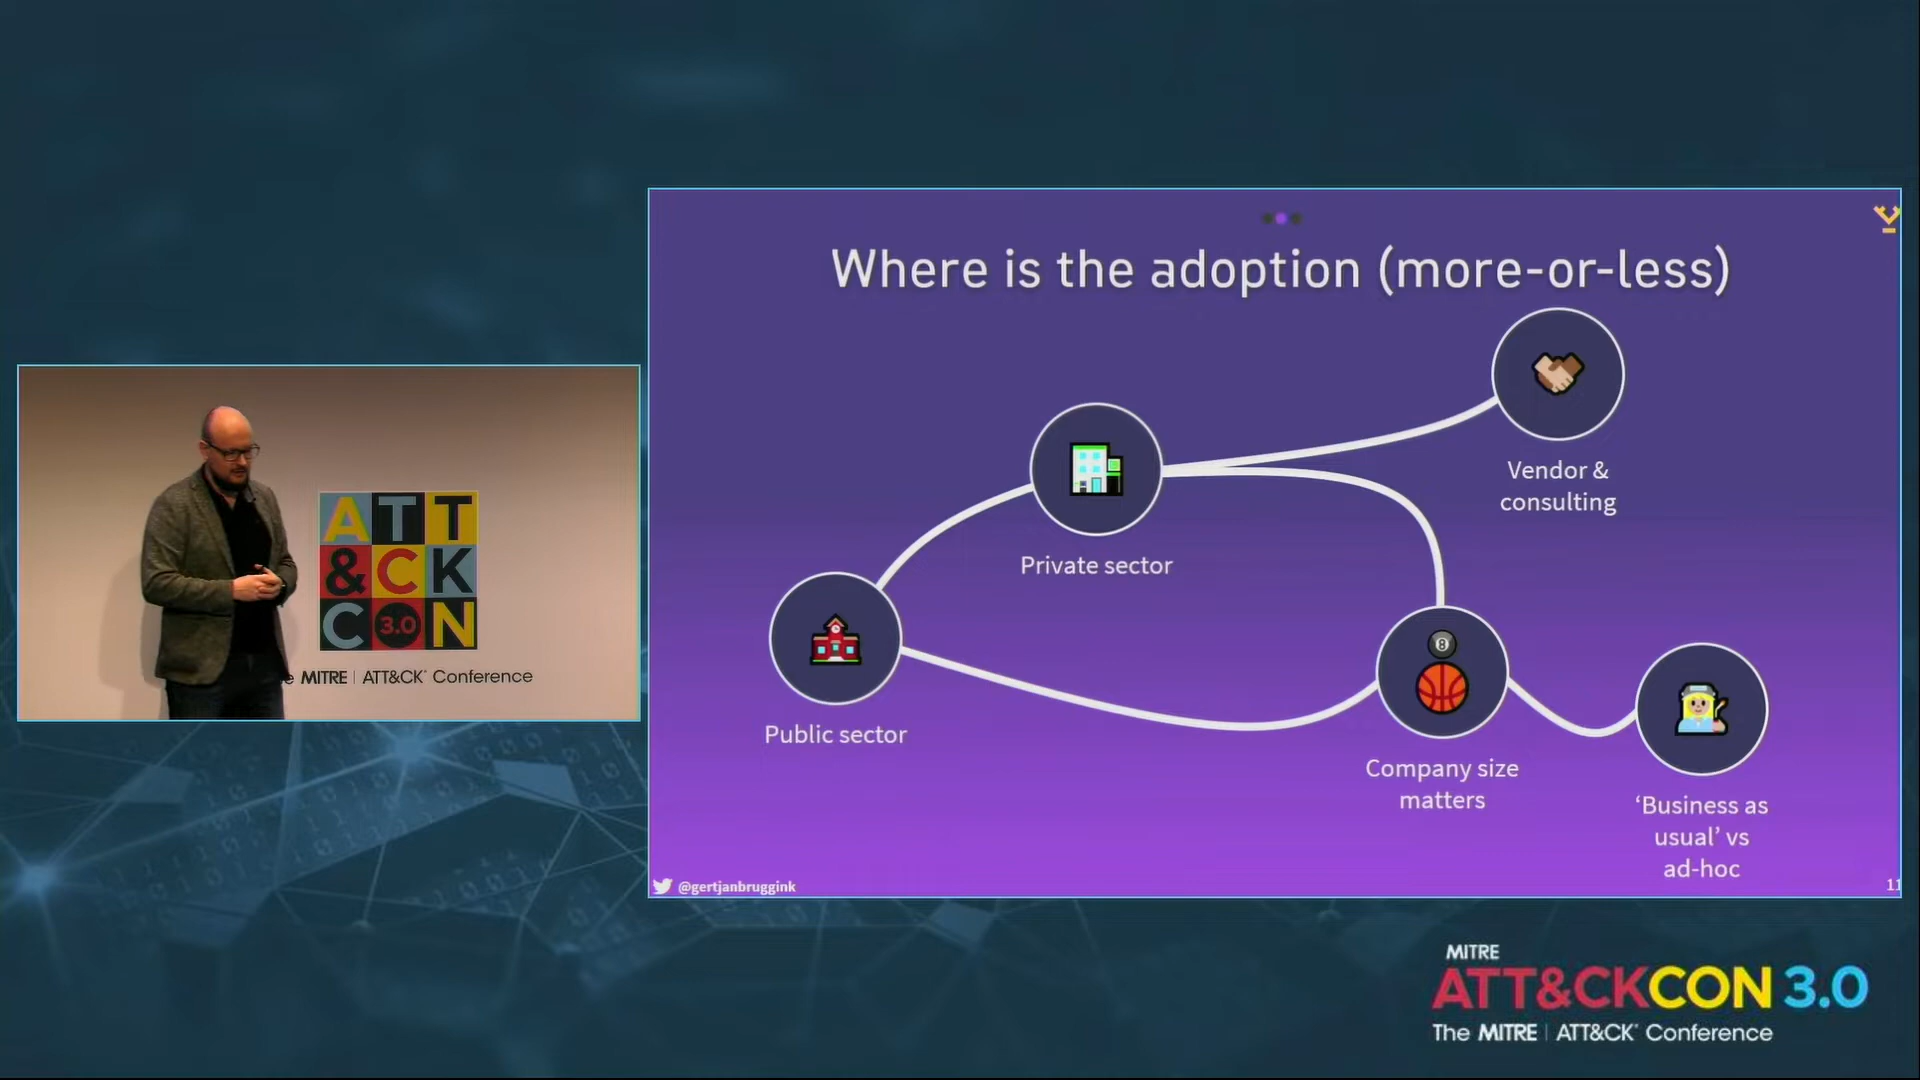 Where is the adoption (more-or-less)
Vendor &
consulting
Private sector
Public sector
8
Company size
matters
‘Business as
usual’ vs
ad-hoc
@gertjanbruggink
11
ATT
&CK
C 3.0 N
e MITRE | ATT&CK® Conference
MITRE
ATT&CKCON 3.0
The MITRE | ATT&CK® Conference